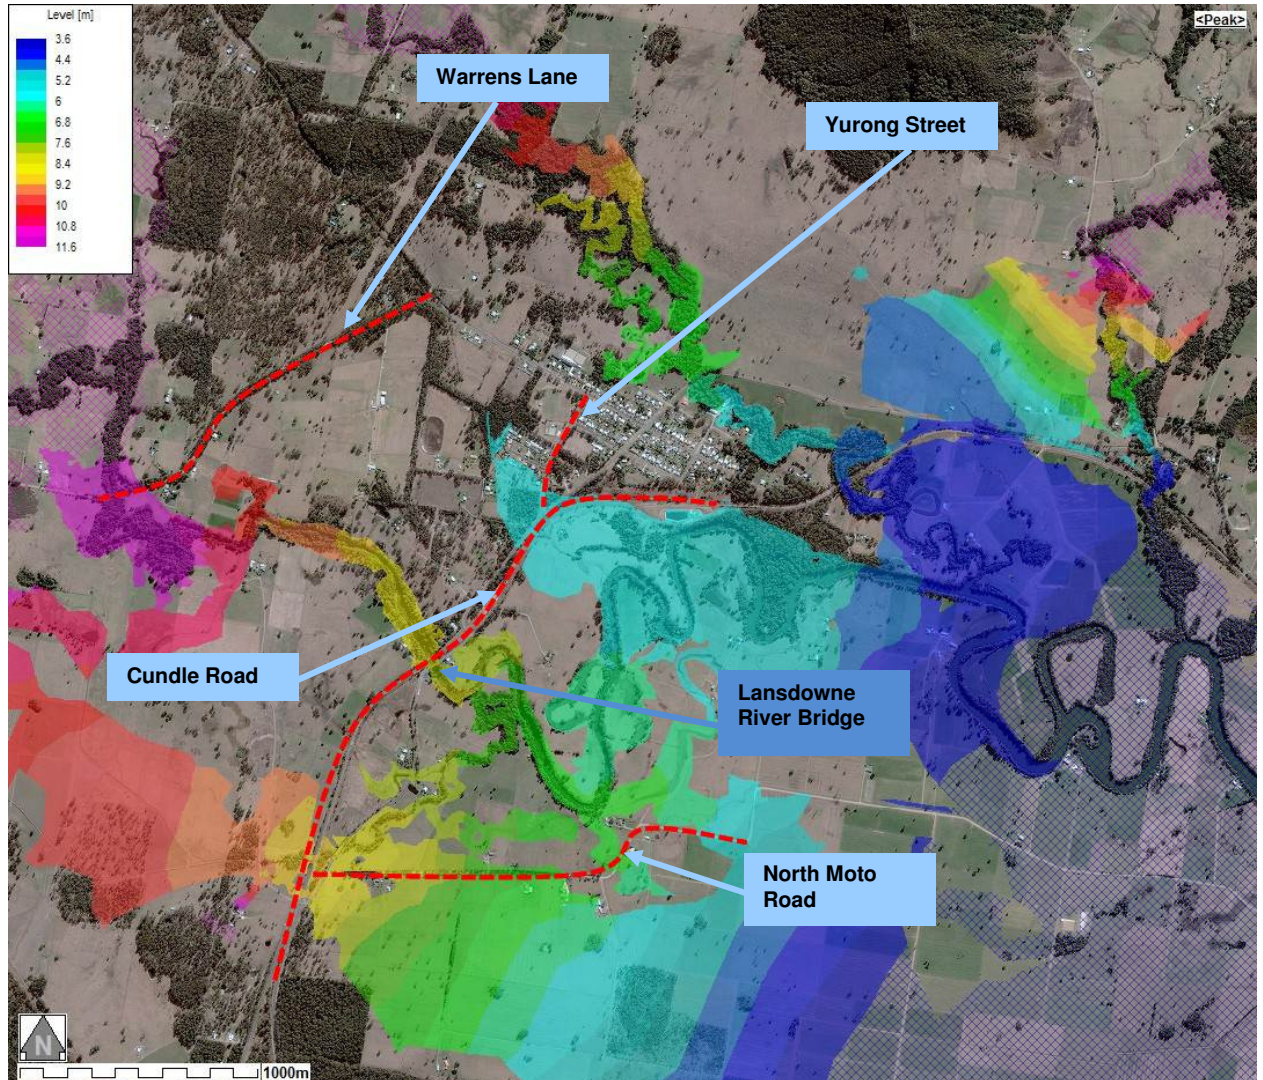 Level [m]
3.6
4.4
5.2
6
6.8
7.6
8.4
9.2
10
10.8
11.6
<Peak>
Warrens Lane
Yurong Street
Cundle Road
Lansdowne
River Bridge
North Moto
Road
N
1000m